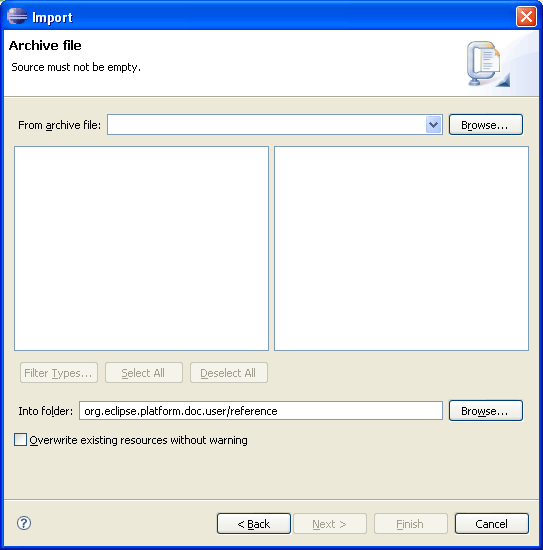 Import
Archive file
Source must not be empty.
From archive file:
Browse...
Filter Types...
Select All
Deselect All
Into folder:
org.eclipse.platform.doc.user/reference
Browse...
Overwrite existing resources without warning
?
< Back
Next >
Finish
Cancel